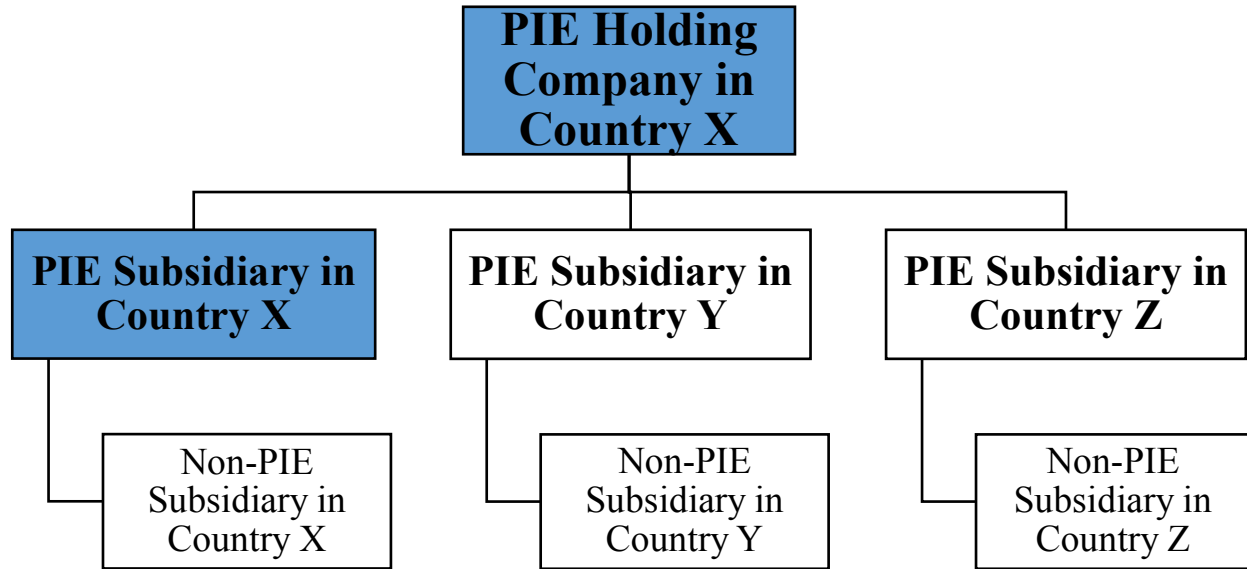 PIE Holding
Company in
Country X
PIE Subsidiary in
Country X
PIE Subsidiary in
Country Y
PIE Subsidiary in
Country Z
Non-PIE
Subsidiary in
Country X
Non-PIE
Subsidiary in
Country Y
Non-PIE
Subsidiary in
Country Z